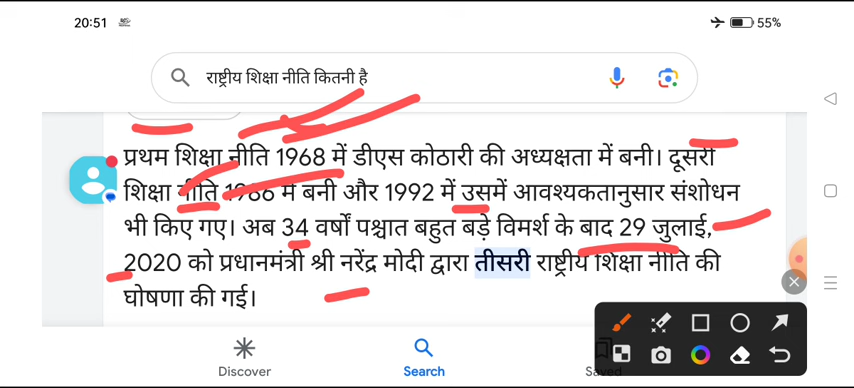 20:51
55%
राष्ट्रीय शिक्षा नीति कितनी है
प्रथम शिक्षा नीति 1968 में डीएस कोठारी की अध्यक्षता में बनी। दूसरी
शिक्षा नीति 1986 में बनी और 1992 में उसमें आवश्यकतानुसार संशोधन
भी किए गए। अब 34 वर्षों पश्चात बहुत बड़े विमर्श के बाद 29 जुलाई,
2020 को प्रधानमंत्री श्री नरेंद्र मोदी द्वारा तीसरी राष्ट्रीय शिक्षा नीति की
घोषणा की गई।
Discover Search Saved